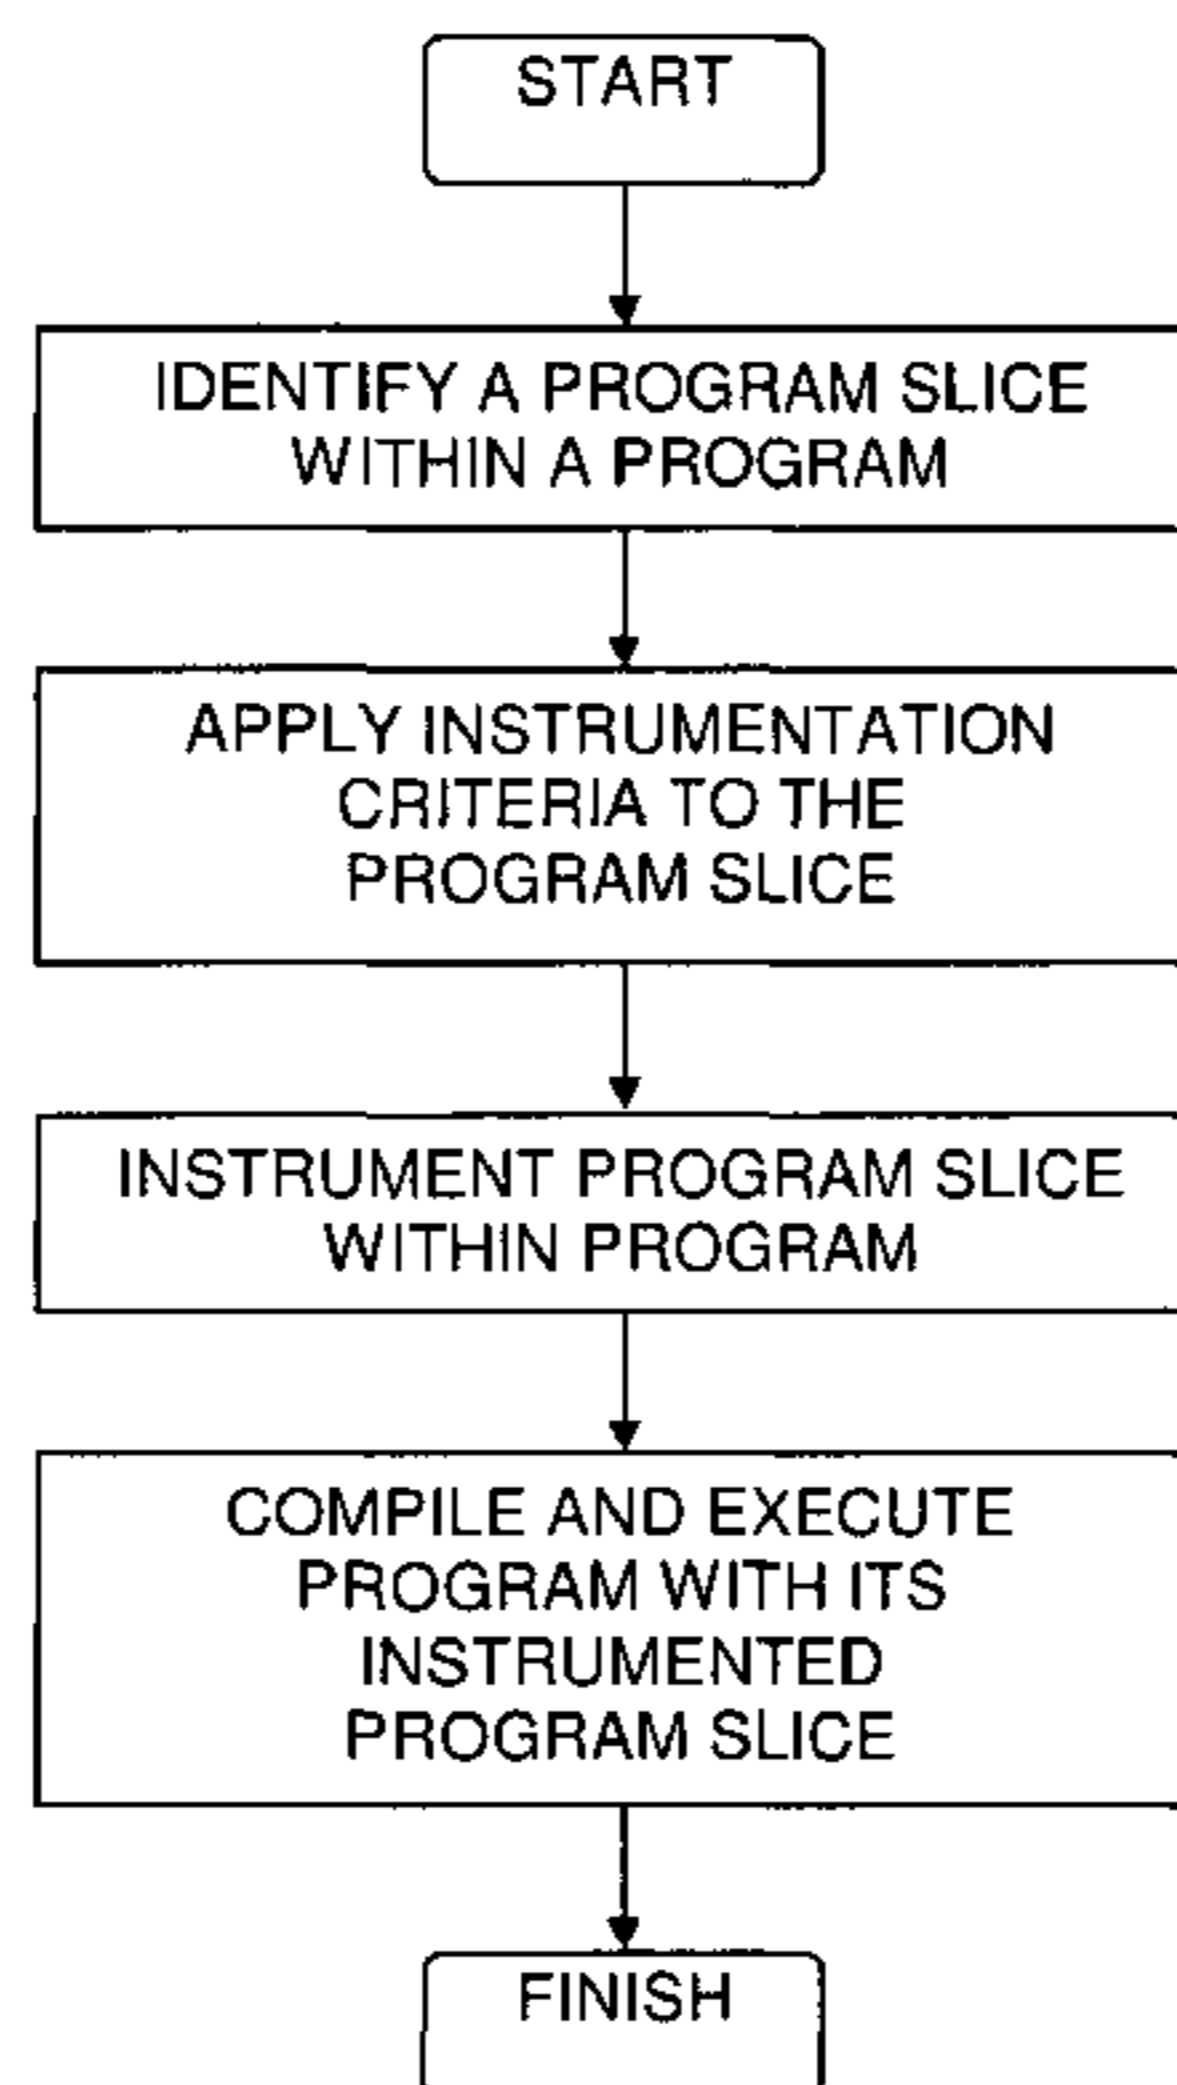 START
IDENTIFY A PROGRAM SLICE
WITHIN A PROGRAM
APPLY INSTRUMENTATION
CRITERIA TO THE
PROGRAM SLICE
INSTRUMENT PROGRAM SLICE
WITHIN PROGRAM
COMPILE AND EXECUTE
PROGRAM WITH ITS
INSTRUMENTED
PROGRAM SLICE
FINISH